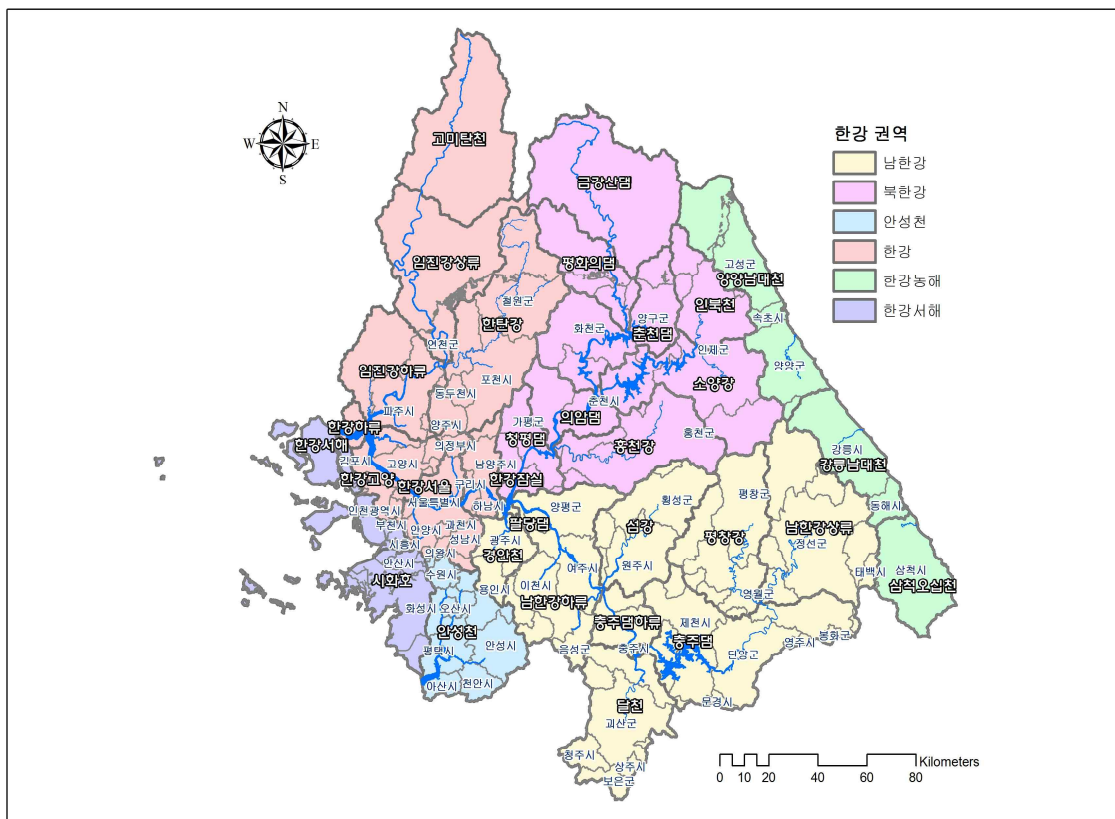 N
W
E
S
한강 권역
남한강
북한강
안성천
한강
한강동해
한강서해
고미탄천
금강산댐
임진강상류
평화의댐
고성군
양양남대천
철원군
한탄강
인북천
화천군
양구군
춘천댐
속초시
연천군
인제군
양양군
임진강하류
포천시
소양강
동두천시
춘천시
파주시
가평군
의암댐
한강하류
양주시
청평댐
홍천강
홍천군
강릉시
한강서해
의정부시
강릉남대천
김포시
고양시
남양주시
한강고양
한강서울
구리시
한강잠실
횡성군
평창군
동해시
서울특별시
하남시
양평군
인천광역시
부천시
안양시
과천시
팔당댐
섬강
평창강
남한강상류
시흥시
성남시
광주시
정선군
의왕시
경안천
안산시
여주시
원주시
태백시
삼척시
시화호
수원시
이천시
삼척오십천
용인시
남한강하류
영월군
화성시
오산시
충주댐하류
제천시
안성천
안성시
음성군
충주시
충주댐
봉화군
영주시
평택시
단양군
아산시
천안시
달천
문경시
괴산군
청주시
상주시
보은군
Kilometers
0 10 20 40 60 80